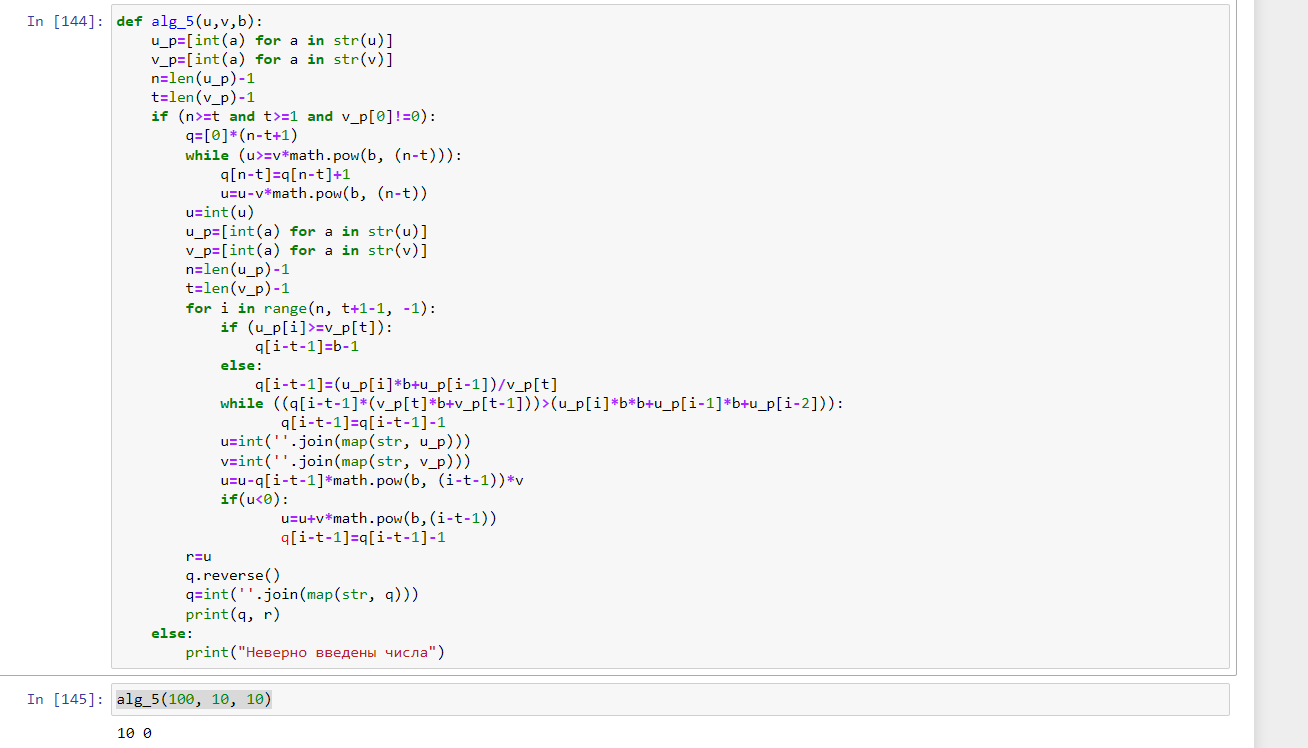 In [144]: def alg_5(u,v,b):
    u_p=[int(a) for a in str(u)]
    v_p=[int(a) for a in str(v)]
    n=len(u_p)-1
    t=len(v_p)-1
    if (n>=t and t>=1 and v_p[0]!=0):
        q=[0]*(n-t+1)
        while (u>=v*math.pow(b, (n-t))):
            q[n-t]=q[n-t]+1
            u=u-v*math.pow(b, (n-t))
        u=int(u)
        u_p=[int(a) for a in str(u)]
        v_p=[int(a) for a in str(v)]
        n=len(u_p)-1
        t=len(v_p)-1
        for i in range(n, t+1-1, -1):
            if (u_p[i]>=v_p[t]):
                q[i-t-1]=b-1
            else:
                q[i-t-1]=(u_p[i]*b+u_p[i-1])/v_p[t]
            while ((q[i-t-1]*(v_p[t]*b+v_p[t-1]))>(u_p[i]*b*b+u_p[i-1]*b+u_p[i-2])):
                   q[i-t-1]=q[i-t-1]-1
            u=int(''.join(map(str, u_p)))
            v=int(''.join(map(str, v_p)))
            u=u-q[i-t-1]*math.pow(b, (i-t-1))*v
            if(u<0):
                   u=u+v*math.pow(b,(i-t-1))
                   q[i-t-1]=q[i-t-1]-1
        r=u
        q.reverse()
        q=int(''.join(map(str, q)))
        print(q, r)
    else:
        print("Неверно введены числа")
In [145]: alg_5(100, 10, 10)
10 0